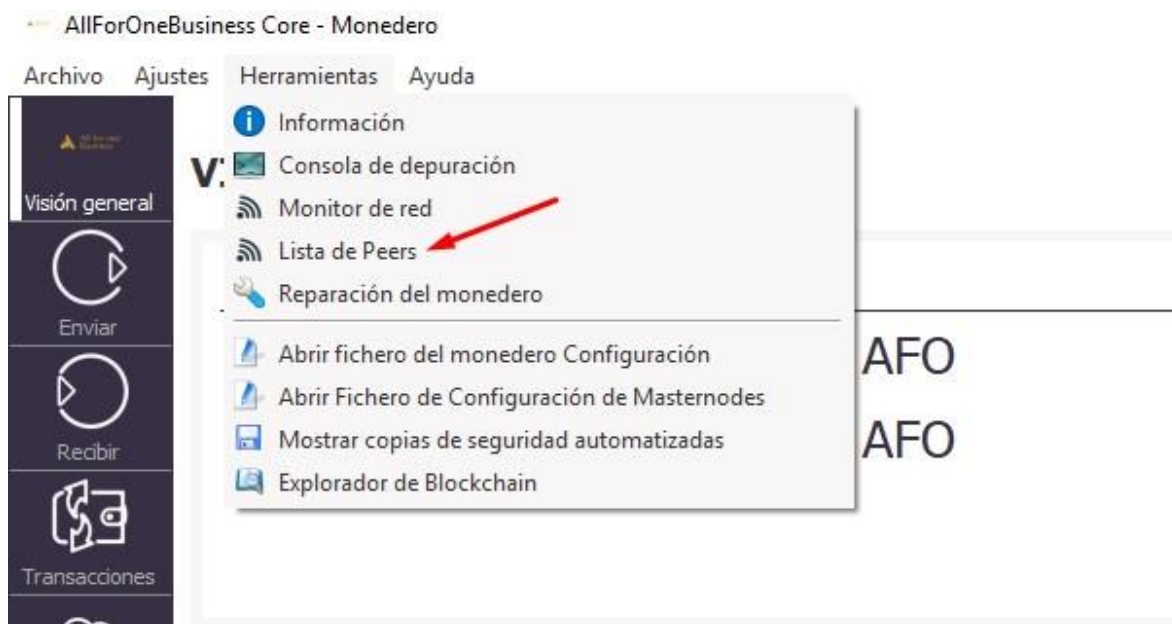 AllForOneBusiness Core - Monedero
Archivo Ajustes Herramientas Ayuda
Información
Consola de depuración
Monitor de red
Lista de Peers
Reparación del monedero
Abrir fichero del monedero Configuración
Abrir Fichero de Configuración de Masternodes
Mostrar copias de seguridad automatizadas
Explorador de Blockchain
Visión general
Enviar
Recibir
Transacciones
AFO
AFO